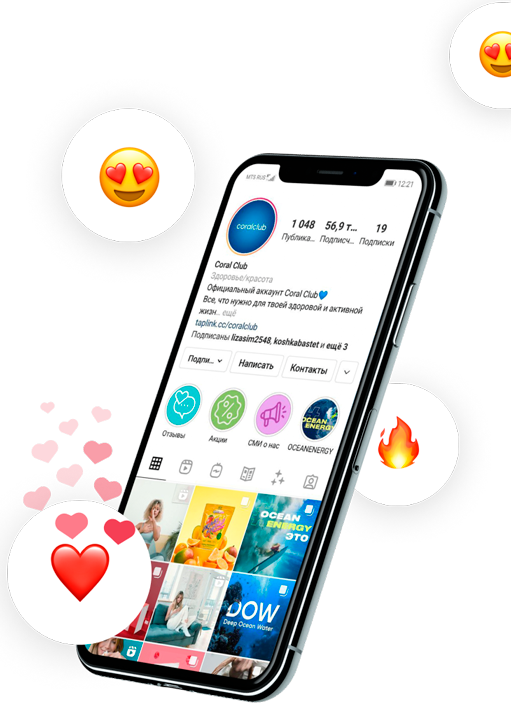 MTS RUS
12:21
coralclub
1 048
56,9 т...
19
Публика...
Подписч...
Подписки
Coral Club
Здоровье/красота
Официальный аккаунт Coral Club💙
Все, что нужно для твоей здоровой и активной
жизн... ещё
taplink.cc/coralclub
Подписаны lizasim2548, koshkabastet и ещё 3
Подпи...
Написать
Контакты
OCEAN
ENERGY
Отзывы
Акции
СМИ о нас
OCEANENERGY
OCEAN
ENERGY
ЭТО
DOW
Deep Ocean Water